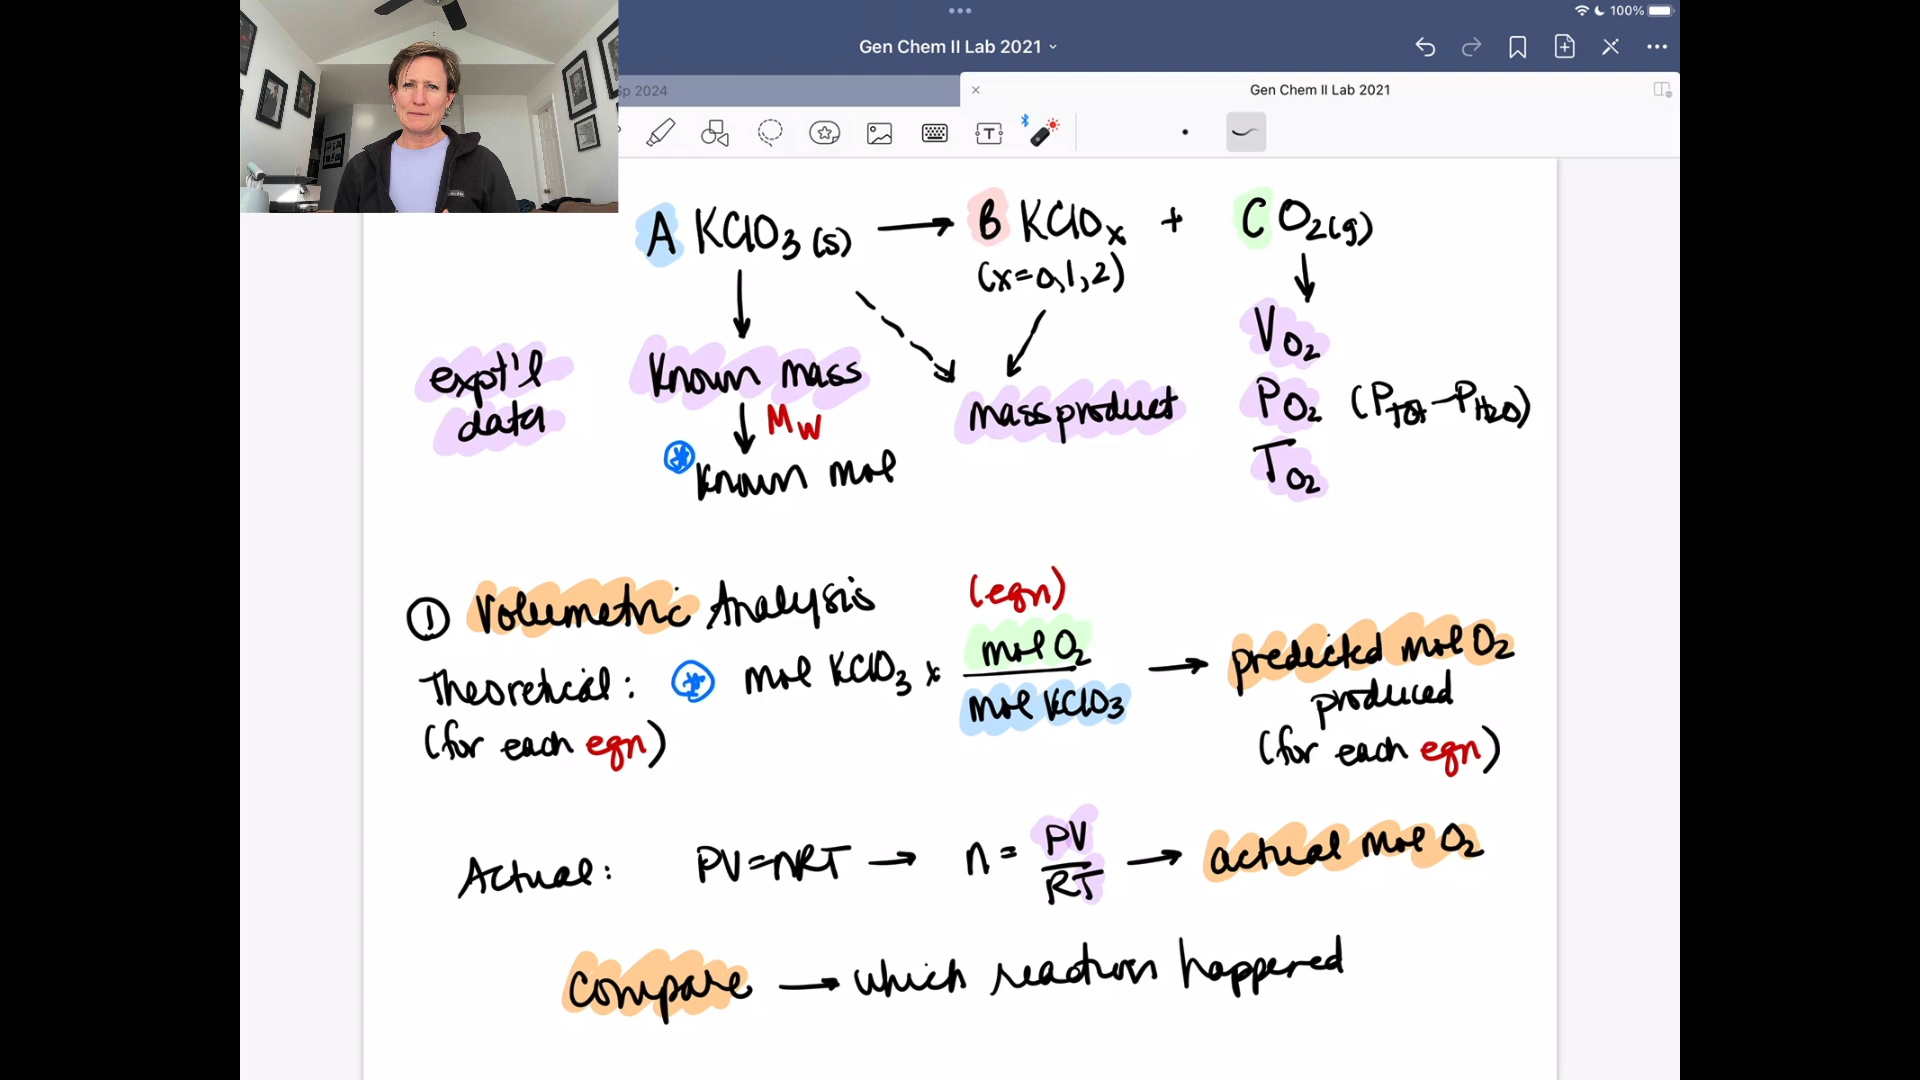 100%
Gen Chem II Lab 2021
Sp 2024
Gen Chem II Lab 2021
T
A KClO3 (s) → B KClOx + C O2(g)
(x=0,1,2)
expt'l data
Known mass
MW
* Known mol
mass product
VO2
PO2 (Ptot - PH2O)
TO2
① Volumetric Analysis
(eqn)
Theoretical: * mol KClO3 x mol O2 / mol KClO3 → predicted mol O2 produced
(for each eqn)
(for each eqn)
Actual: PV=nRT → n = PV / RT → actual mol O2
Compare → which reaction happened